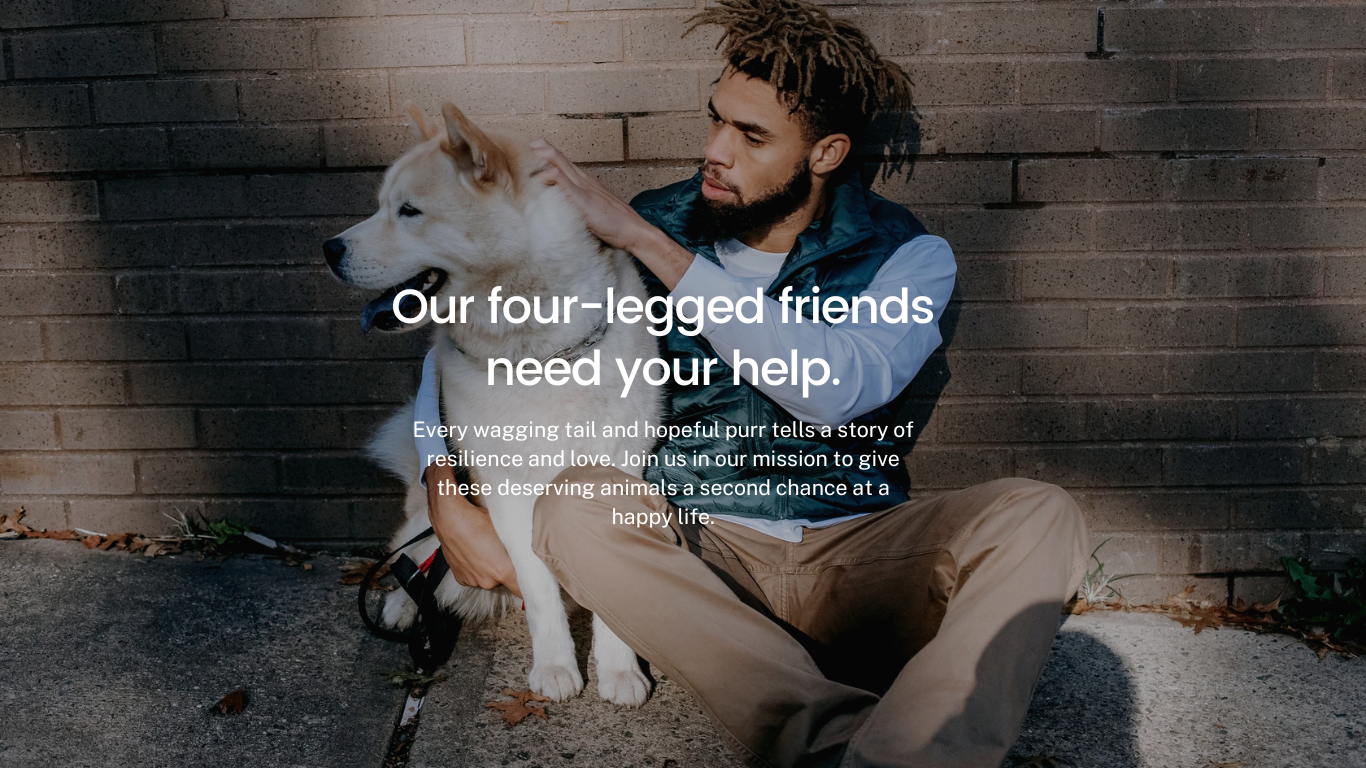 Our four-legged friends
need your help.
Every wagging tail and hopeful purr tells a story of
resilience and love. Join us in our mission to give
these deserving animals a second chance at a
happy life.